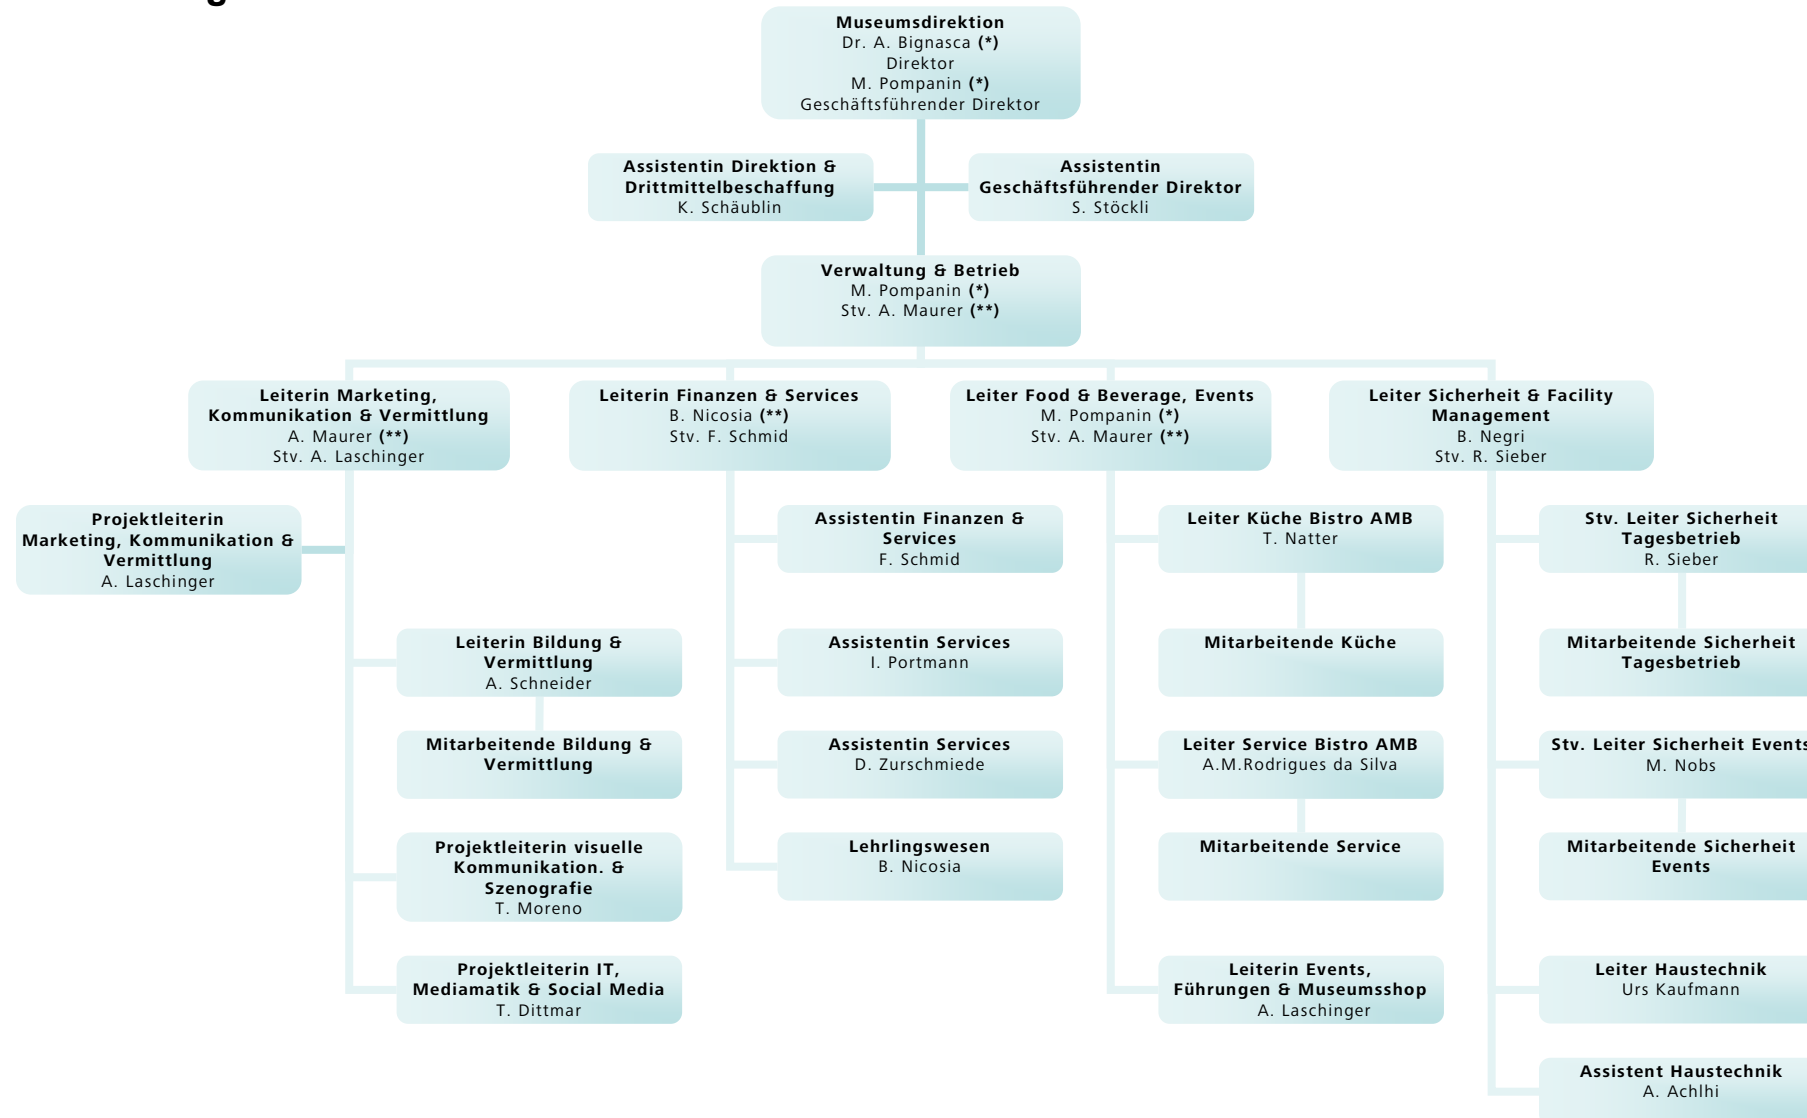 Museumsdirektion
Dr. A. Bignasca (*)
Direktor
M. Pompanin (*)
Geschäftsführender Direktor
Assistentin Direktion &
Drittmittelbeschaffung
K. Schäublin
Assistentin
Geschäftsführender Direktor
S. Stöckli
Verwaltung & Betrieb
M. Pompanin (*)
Stv. A. Maurer (**)
Leiterin Marketing,
Kommunikation & Vermittlung
A. Maurer (**)
Stv. A. Laschinger
Leiterin Finanzen & Services
B. Nicosia (**)
Stv. F. Schmid
Leiter Food & Beverage, Events
M. Pompanin (*)
Stv. A. Maurer (**)
Leiter Sicherheit & Facility
Management
B. Negri
Stv. R. Sieber
Projektleiterin
Marketing, Kommunikation &
Vermittlung
A. Laschinger
Leiterin Bildung &
Vermittlung
A. Schneider
Mitarbeitende Bildung &
Vermittlung
Projektleiterin visuelle
Kommunikation. &
Szenografie
T. Moreno
Projektleiterin IT,
Mediamatik & Social Media
T. Dittmar
Assistentin Finanzen &
Services
F. Schmid
Assistentin Services
I. Portmann
Assistentin Services
D. Zurschmiede
Lehrlingswesen
B. Nicosia
Leiter Küche Bistro AMB
T. Natter
Mitarbeitende Küche
Leiter Service Bistro AMB
A.M.Rodrigues da Silva
Mitarbeitende Service
Leiterin Events,
Führungen & Museumsshop
A. Laschinger
Stv. Leiter Sicherheit
Tagesbetrieb
R. Sieber
Mitarbeitende Sicherheit
Tagesbetrieb
Stv. Leiter Sicherheit Events
M. Nobs
Mitarbeitende Sicherheit
Events
Leiter Haustechnik
Urs Kaufmann
Assistent Haustechnik
A. Achlhi